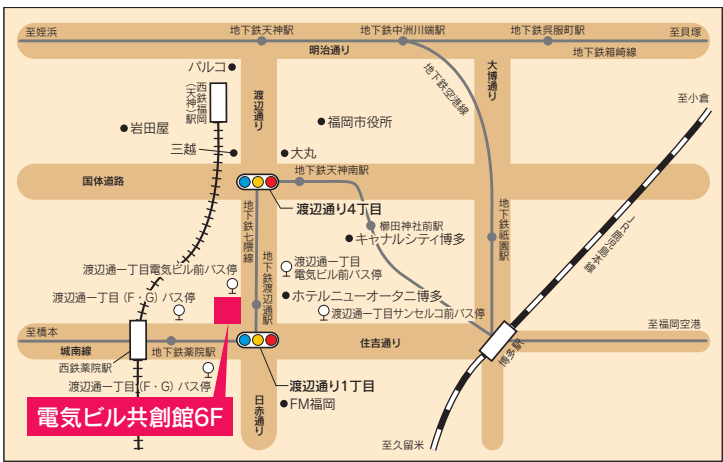 至姪浜
地下鉄天神駅
地下鉄中洲川端駅
地下鉄呉服町駅
至貝塚
明治通り
地下鉄箱崎線
パルコ
西鉄福岡
(天神)駅
渡辺通り
地下鉄空港線
大博通り
至小倉
岩田屋
福岡市役所
三越
大丸
国体道路
地下鉄天神南駅
渡辺通り4丁目
地下鉄七隈線
櫛田神社前駅
キャナルシティ博多
地下鉄祇園駅
JR鹿児島本線
渡辺通一丁目電気ビル前バス停
渡辺通一丁目
電気ビル前バス停
地下鉄渡辺通駅
渡辺通一丁目(F・G)バス停
ホテルニューオータニ博多
渡辺通一丁目サンセルコ前バス停
至橋本
至福岡空港
城南線
地下鉄薬院駅
住吉通り
博多駅
西鉄薬院駅
渡辺通一丁目(F・G)バス停
渡辺通り1丁目
電気ビル共創館6F
日赤通り
FM福岡
至久留米